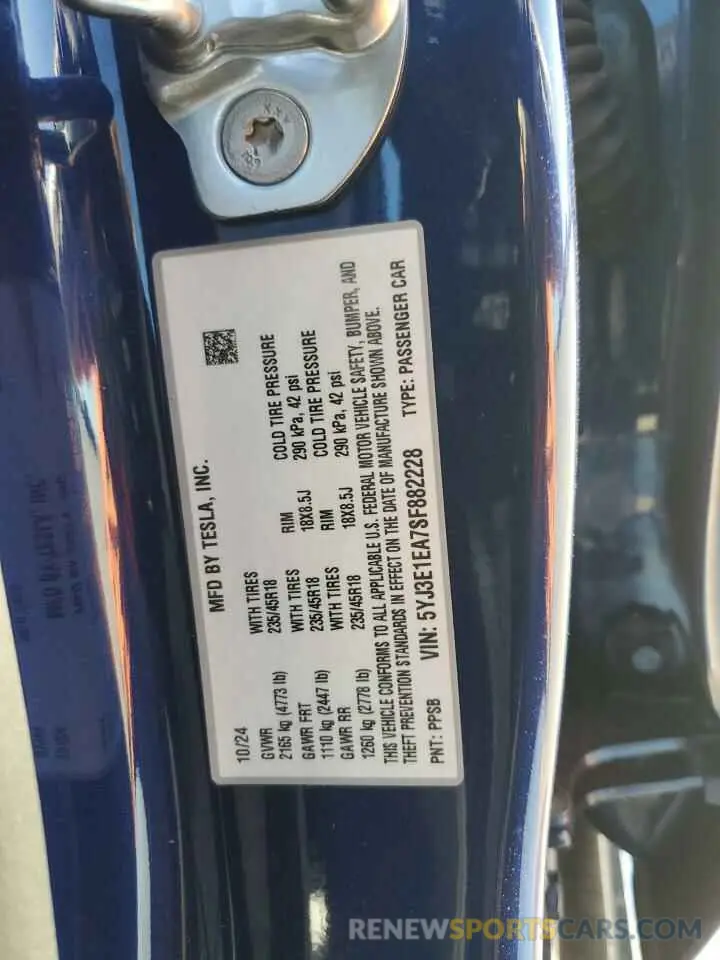 MFD BY TESLA, INC.
10/24
GVWR WITH TIRES RIM COLD TIRE PRESSURE
2165 kg (4773 lb) 235/45R18 18X8.5J 290 kPa, 42 psi
GAWR FRT WITH TIRES RIM COLD TIRE PRESSURE
1110 kg (2447 lb) 235/45R18 18X8.5J 290 kPa, 42 psi
GAWR RR WITH TIRES
1260 kg (2778 lb) 235/45R18
THIS VEHICLE CONFORMS TO ALL APPLICABLE U.S. FEDERAL MOTOR VEHICLE SAFETY, BUMPER, AND
THEFT PREVENTION STANDARDS IN EFFECT ON THE DATE OF MANUFACTURE SHOWN ABOVE.
PNT: PPSB VIN: 5YJ3E1EA7SF882228 TYPE: PASSENGER CAR
RENEWSPORTSCARS.COM